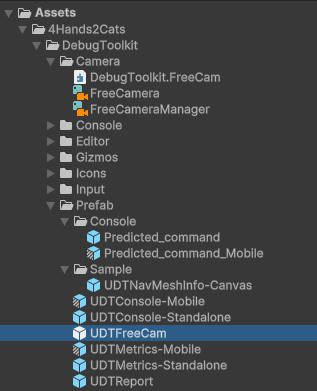 Assets
4Hands2Cats
DebugToolkit
Camera
DebugToolkit.FreeCam
FreeCamera
FreeCameraManager
Console
Editor
Gizmos
Icons
Input
Prefab
Console
Predicted_command
Predicted_command_Mobile
Sample
UDTNavMeshInfo-Canvas
UDTConsole-Mobile
UDTConsole-Standalone
UDTFreeCam
UDTMetrics-Mobile
UDTMetrics-Standalone
UDTReport